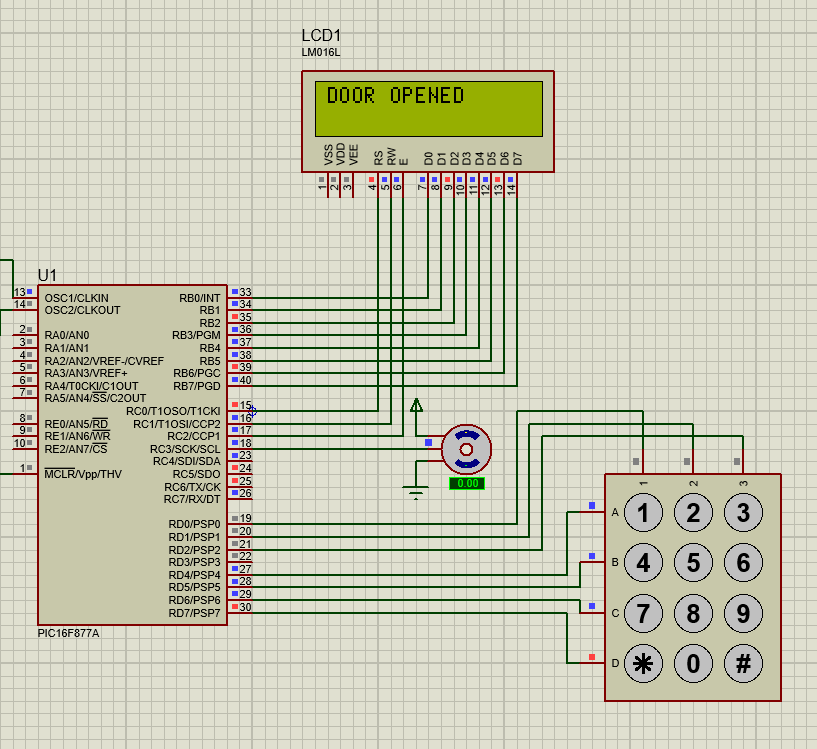 LCD1
LM016L
DOOR OPENED
VSS
VDD
VEE
RS
RW
E
D0
D1
D2
D3
D4
D5
D6
D7
1
2
3
4
5
6
7
8
9
10
11
12
13
14
U1
13 OSC1/CLKIN RB0/INT 33
14 OSC2/CLKOUT RB1 34
RB2 35
2 RA0/AN0 RB3/PGM 36
3 RA1/AN1 RB4 37
4 RA2/AN2/VREF-/CVREF RB5 38
5 RA3/AN3/VREF+ RB6/PGC 39
6 RA4/T0CKI/C1OUT RB7/PGD 40
7 RA5/AN4/SS/C2OUT
RC0/T1OSO/T1CKI 15
8 RE0/AN5/RD RC1/T1OSI/CCP2 16
9 RE1/AN6/WR RC2/CCP1 17
10 RE2/AN7/CS RC3/SCK/SCL 18
RC4/SDI/SDA 23
1 MCLR/Vpp/THV RC5/SDO 24
RC6/TX/CK 25
RC7/RX/DT 26
RD0/PSP0 19
RD1/PSP1 20
RD2/PSP2 21
RD3/PSP3 22
RD4/PSP4 27
RD5/PSP5 28
RD6/PSP6 29
RD7/PSP7 30
PIC16F877A
0.00
1 2 3
A 1 2 3
B 4 5 6
C 7 8 9
D * 0 #